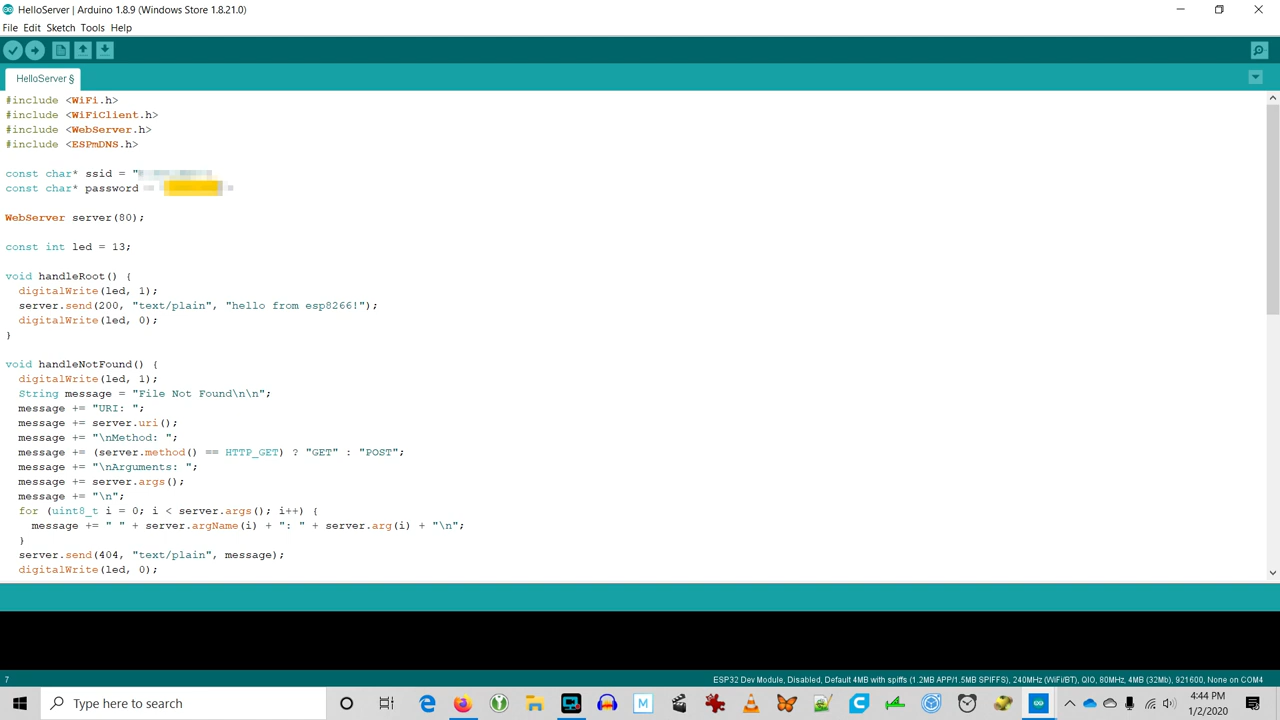 HelloServer | Arduino 1.8.9 (Windows Store 1.8.21.0)
File Edit Sketch Tools Help
HelloServer §
#include <WiFi.h>
#include <WiFiClient.h>
#include <WebServer.h>
#include <ESPmDNS.h>
const char* ssid = "
const char* password
WebServer server(80);
const int led = 13;
void handleRoot() {
digitalWrite(led, 1);
server.send(200, "text/plain", "hello from esp8266!");
digitalWrite(led, 0);
}
void handleNotFound() {
digitalWrite(led, 1);
String message = "File Not Found\n\n";
message += "URI: ";
message += server.uri();
message += "\nMethod: ";
message += (server.method() == HTTP_GET) ? "GET" : "POST";
message += "\nArguments: ";
message += server.args();
message += "\n";
for (uint8_t i = 0; i < server.args(); i++) {
message += " " + server.argName(i) + ": " + server.arg(i) + "\n";
}
server.send(404, "text/plain", message);
digitalWrite(led, 0);
7 ESP32 Dev Module, Disabled, Default 4MB with spiffs (1.2MB APP/1.5MB SPIFFS), 240MHz (WiFi/BT), QIO, 80MHz, 4MB (32Mb), 921600, None on COM4
Type here to search
4:44 PM
1/2/2020